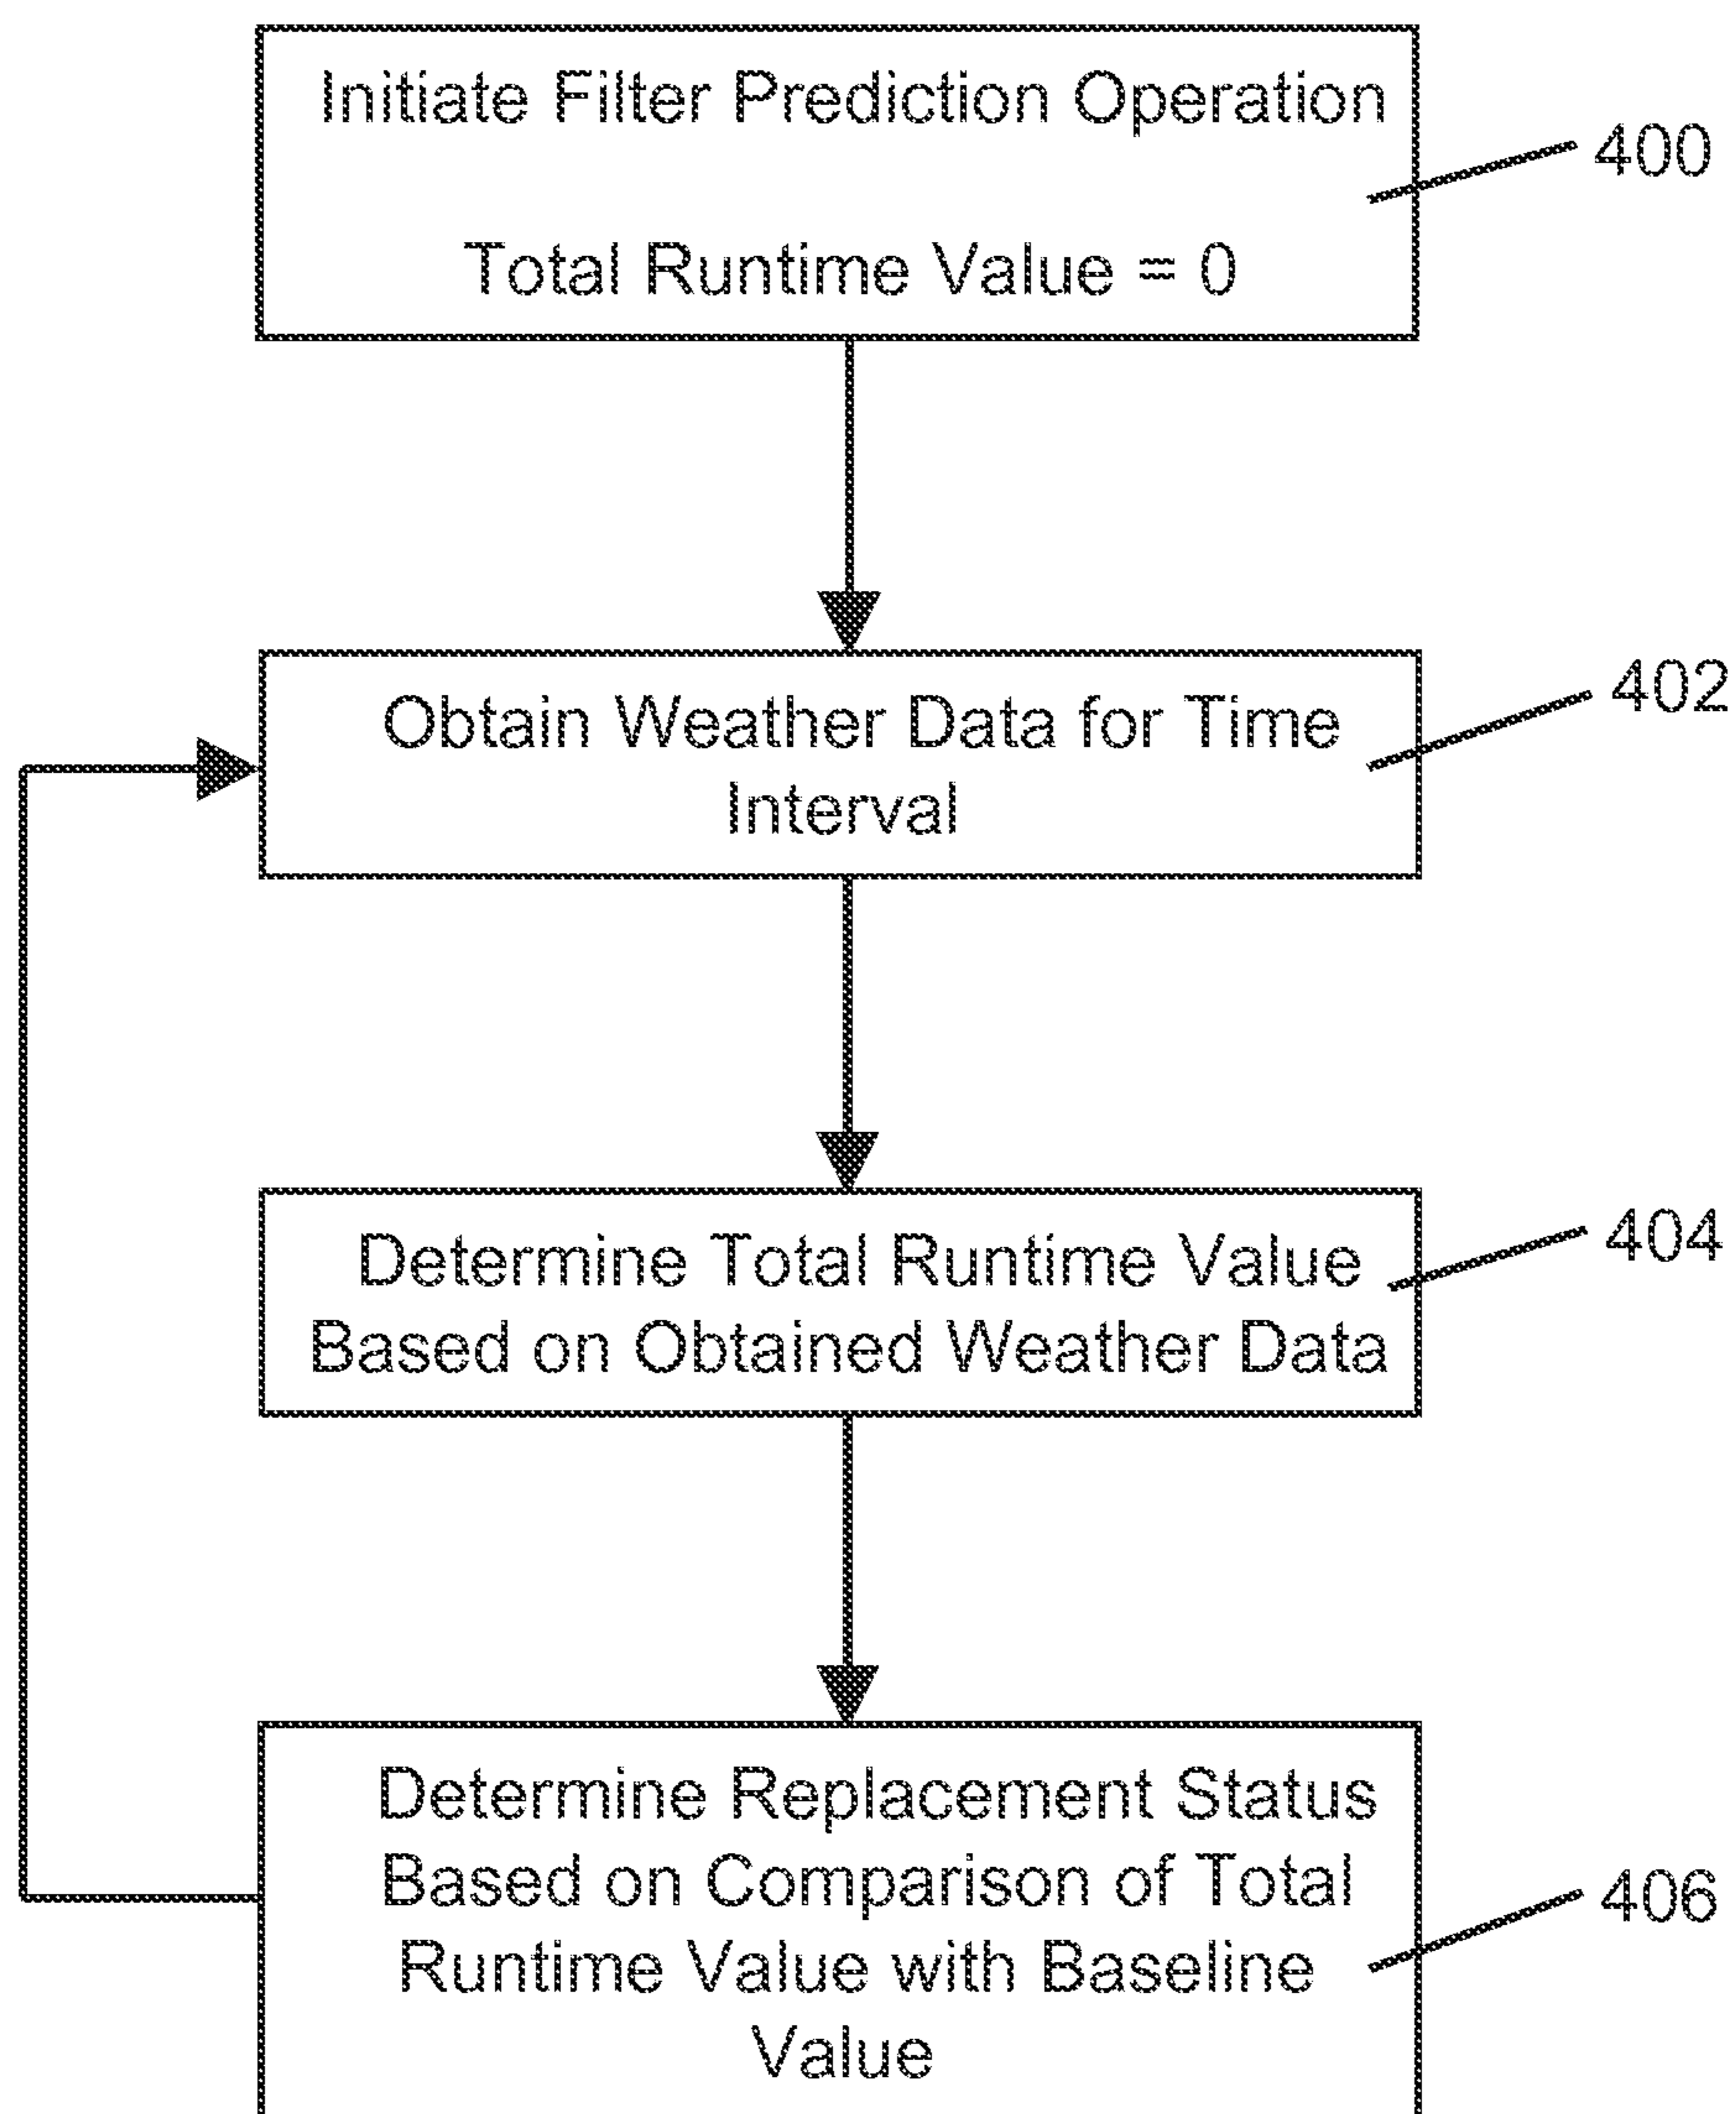 Initiate Filter Prediction Operation
Total Runtime Value = 0
400
Obtain Weather Data for Time
Interval
402
Determine Total Runtime Value
Based on Obtained Weather Data
404
Determine Replacement Status
Based on Comparison of Total
Runtime Value with Baseline
Value
406